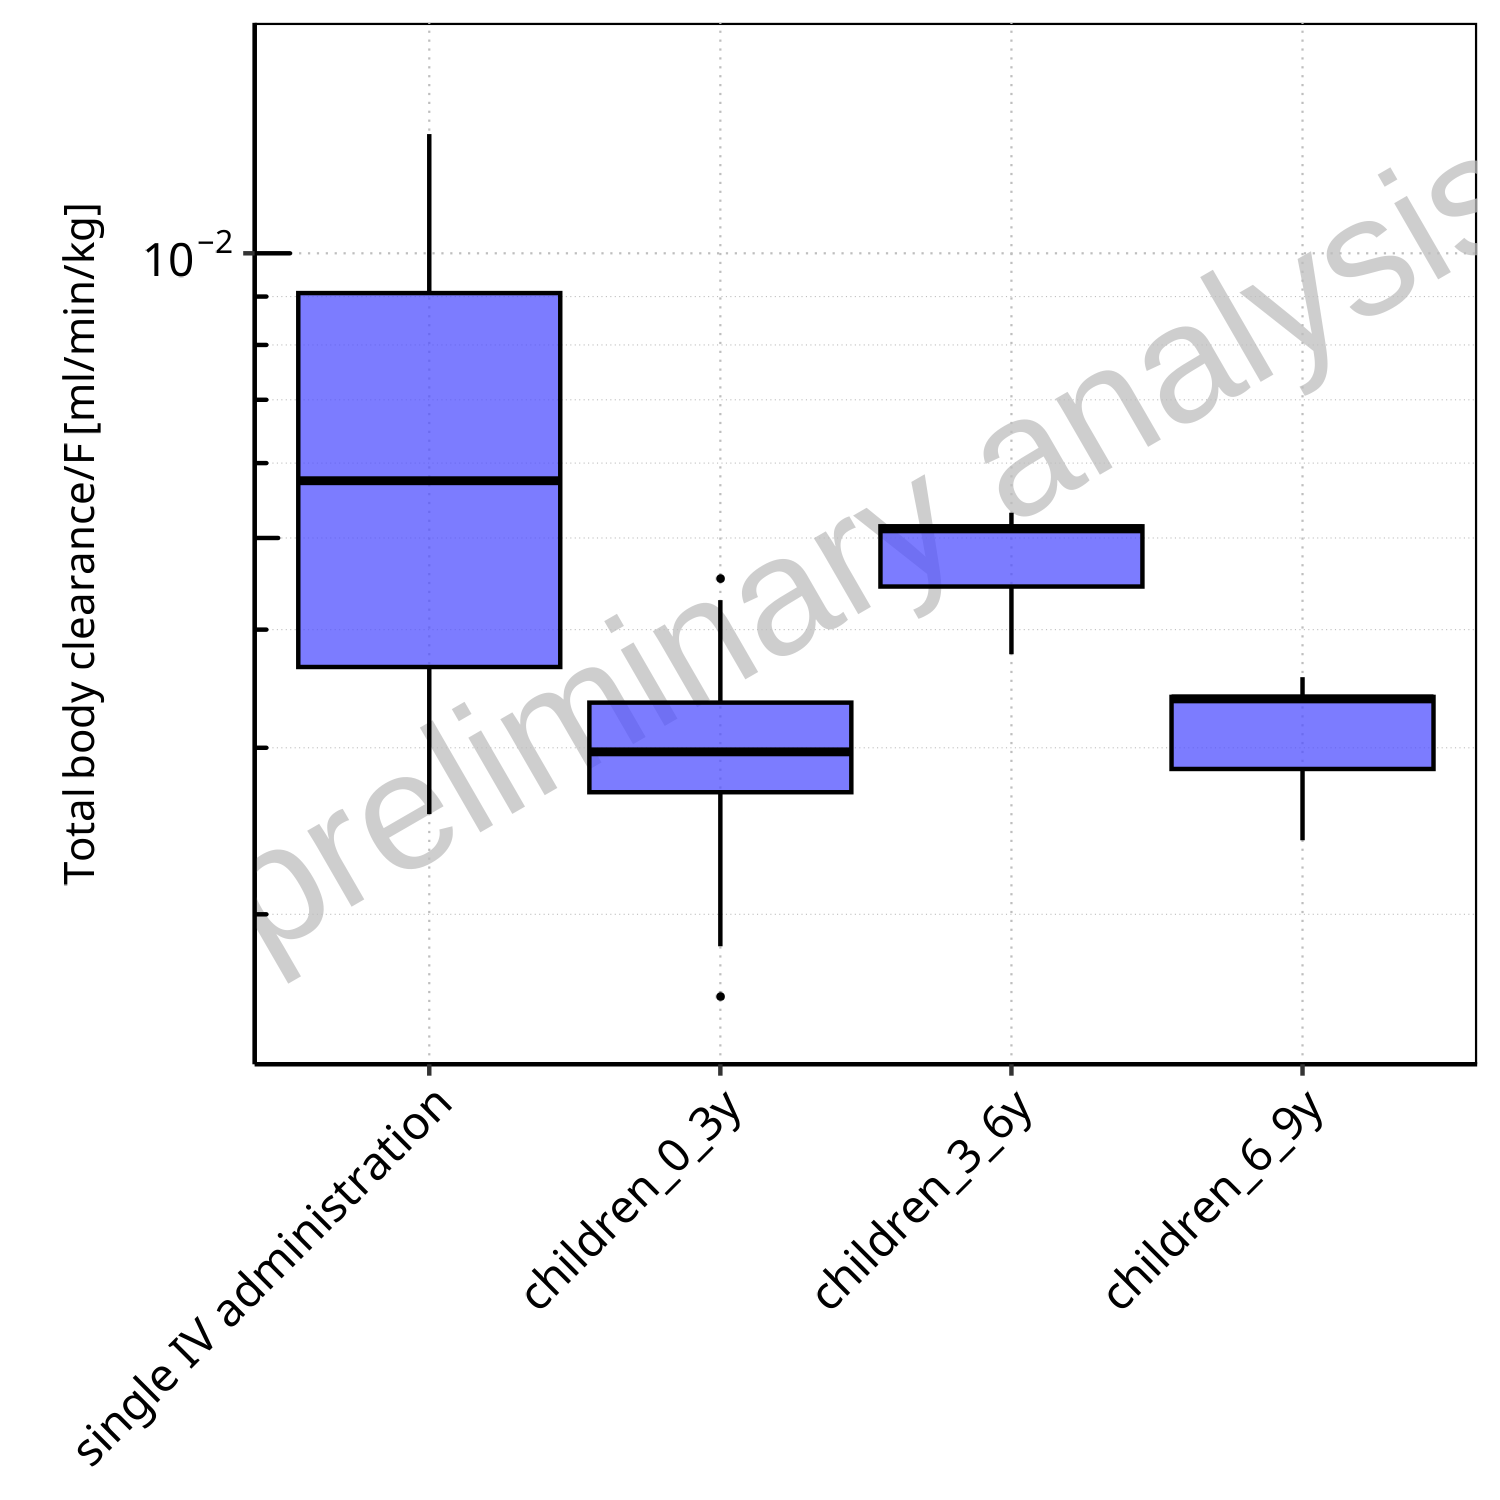 Total body clearance/F [ml/min/kg]
10⁻²
preliminary analysis
single IV administration
children_0_3y
children_3_6y
children_6_9y